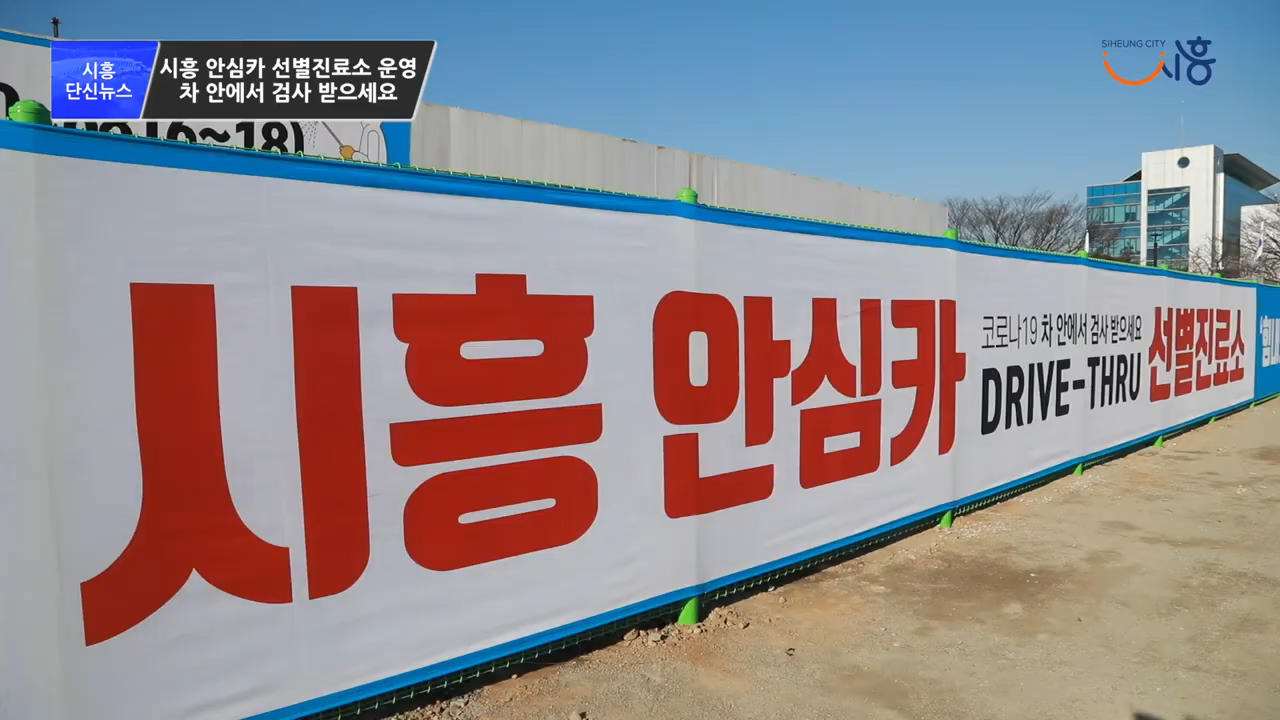 시흥
단신뉴스
시흥 안심카 선별진료소 운영
차 안에서 검사 받으세요
SIHEUNG CITY
시흥
6~18)
시흥 안심카
코로나19 차 안에서 검사 받으세요
DRIVE-THRU
선별진료소